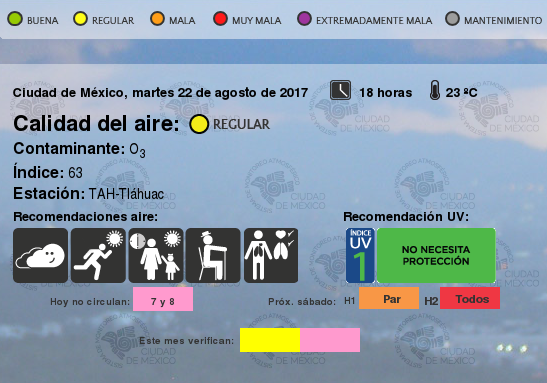 BUENA REGULAR MALA MUY MALA EXTREMADAMENTE MALA MANTENIMIENTO
Ciudad de México, martes 22 de agosto de 2017 18 horas 23 ºC
Calidad del aire: REGULAR
Contaminante: O3
Índice: 63
Estación: TAH-Tláhuac
Recomendaciones aire: Recomendación UV:
ÍNDICE UV 1 NO NECESITA PROTECCIÓN
Hoy no circulan: 7 y 8 Próx. sábado: H1 Par H2 Todos
Este mes verifican:
CIUDAD DE MÉXICO